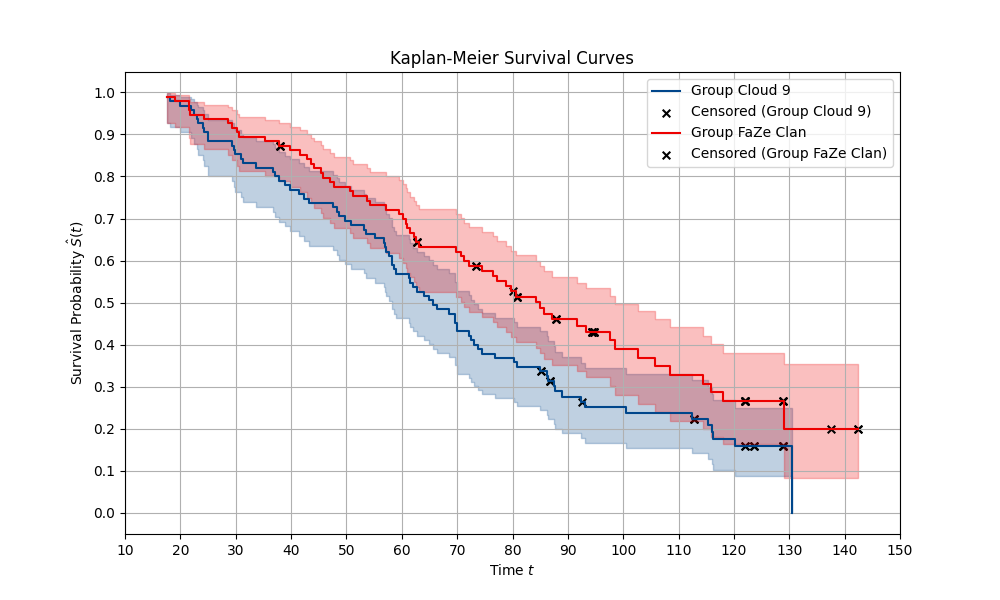 Kaplan-Meier Survival Curves
Group Cloud 9
Censored (Group Cloud 9)
Group FaZe Clan
Censored (Group FaZe Clan)
Survival Probability $\hat{S}(t)$
1.0
0.9
0.8
0.7
0.6
0.5
0.4
0.3
0.2
0.1
0.0
10 20 30 40 50 60 70 80 90 100 110 120 130 140 150
Time $t$